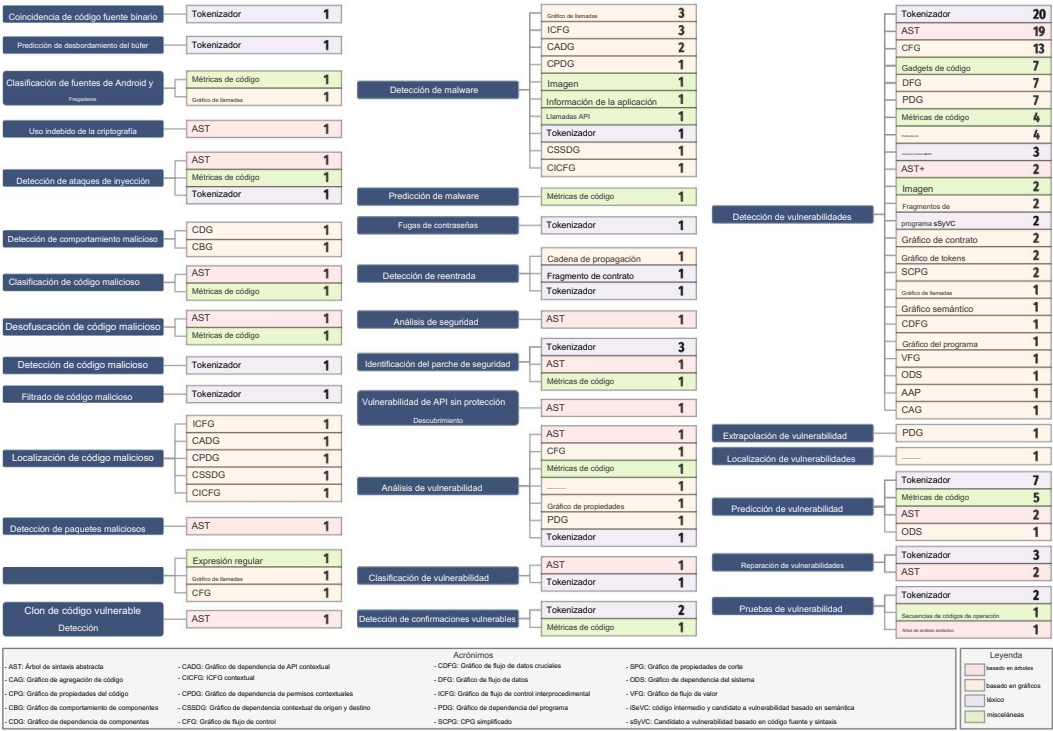 Coincidencia de código fuente binario
Tokenizador 1
Predicción de desbordamiento del búfer
Tokenizador 1
Clasificación de fuentes de Android y
Fregaderos
Métricas de código 1
Gráfico de llamadas 1
Uso indebido de la criptografía
AST 1
Detección de ataques de inyección
AST 1
Métricas de código 1
Tokenizador 1
Detección de comportamiento malicioso
CDG 1
CBG 1
Clasificación de código malicioso
AST 1
Métricas de código 1
Desofuscación de código malicioso
AST 1
Métricas de código 1
Detección de código malicioso
Tokenizador 1
Filtrado de código malicioso
Tokenizador 1
Localización de código malicioso
ICFG 1
CADG 1
CPDG 1
CSSDG 1
CICFG 1
Detección de paquetes maliciosos
AST 1
Expresión regular 1
Gráfico de llamadas 1
CFG 1
Clon de código vulnerable
Detección
AST 1
Detección de malware
Gráfico de llamadas 3
ICFG 3
CADG 2
CPDG 1
Imagen 1
Información de la aplicación 1
Llamadas API 1
Tokenizador 1
CSSDG 1
CICFG 1
Predicción de malware
Métricas de código 1
Fugas de contraseñas
Tokenizador 1
Detección de reentrada
Cadena de propagación 1
Fragmento de contrato 1
Tokenizador 1
Análisis de seguridad
AST 1
Identificación del parche de seguridad
Tokenizador 3
AST 1
Métricas de código 1
Vulnerabilidad de API sin protección
Descubrimiento
AST 1
Análisis de vulnerabilidad
AST 1
CFG 1
Métricas de código 1
1
Gráfico de propiedades 1
PDG 1
Tokenizador 1
Clasificación de vulnerabilidad
AST 1
Tokenizador 1
Detección de confirmaciones vulnerables
Tokenizador 2
Métricas de código 1
Detección de vulnerabilidades
Tokenizador 20
AST 19
CFG 13
Gadgets de código 7
DFG 7
PDG 7
Métricas de código 4
4
3
AST+ 2
Imagen 2
Fragmentos de 2
programa sSyVC 2
Gráfico de contrato 2
Gráfico de tokens 2
SCPG 2
Gráfico de llamadas 1
Gráfico semántico 1
CDFG 1
Gráfico del programa 1
VFG 1
ODS 1
AAP 1
CAG 1
Extrapolación de vulnerabilidad
PDG 1
Localización de vulnerabilidades
1
Predicción de vulnerabilidad
Tokenizador 7
Métricas de código 5
AST 2
ODS 1
Reparación de vulnerabilidades
Tokenizador 3
AST 2
Pruebas de vulnerabilidad
Tokenizador 2
Secuencias de códigos de operación 1
Árbol de análisis sintáctico 1
Acrónimos
- AST: Árbol de sintaxis abstracta
- CAG: Gráfico de agregación de código
- CPG: Gráfico de propiedades del código
- CBG: Gráfico de comportamiento de componentes
- CDG: Gráfico de dependencia de componentes
- CADG: Gráfico de dependencia de API contextual
- CICFG: ICFG contextual
- CPDG: Gráfico de dependencia de permisos contextuales
- CSSDG: Gráfico de dependencia contextual de origen y destino
- CFG: Gráfico de flujo de control
- CDFG: Gráfico de flujo de datos cruciales
- DFG: Gráfico de flujo de datos
- ICFG: Gráfico de flujo de control interprocedimental
- PDG: Gráfico de dependencia del programa
- SCPG: CPG simplificado
- SPG: Gráfico de propiedades de corte
- ODS: Gráfico de dependencia del sistema
- VFG: Gráfico de flujo de valor
- iSeVC: código intermedio y candidato a vulnerabilidad basado en semántica
- sSyVC: Candidato a vulnerabilidad basado en código fuente y sintaxis
Leyenda
basado en árboles
basado en gráficos
léxico
misceláneas